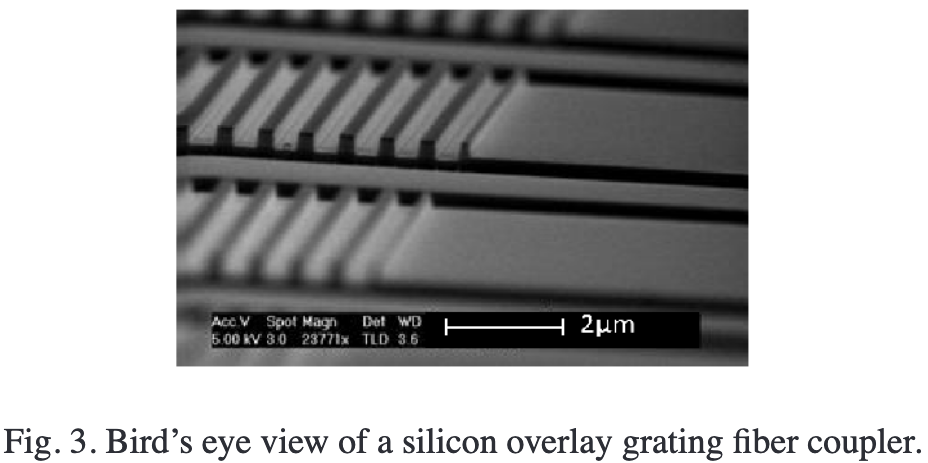 Acc.V Spot Magn Det WD
5.00 kV 3.0 23771x TLD 3.6
2μm
Fig. 3. Bird’s eye view of a silicon overlay grating fiber coupler.